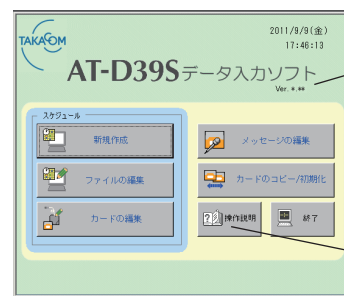 TAKACOM
2011/9/9(金)
17:46:13
AT-D39Sデータ入力ソフト
Ver. *.**
スケジュール
新規作成
メッセージの編集
ファイルの編集
カードのコピー/初期化
カードの編集
操作説明
終了